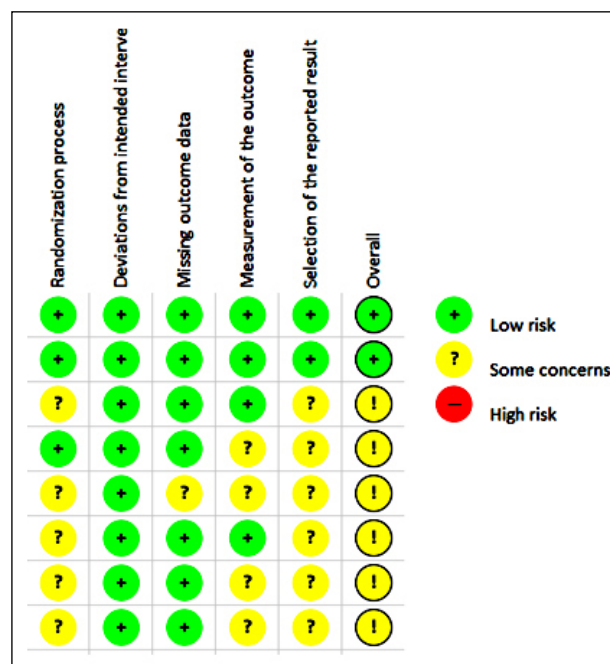 Randomization process
Deviations from intended interve
Missing outcome data
Measurement of the outcome
Selection of the reported result
Overall
+ + + + + +
+ + + + + +
? + + + ? !
+ + + ? ? !
? + ? ? ? !
? + + + ? !
? + + ? ? !
? + + ? ? !
+ Low risk
? Some concerns
− High risk